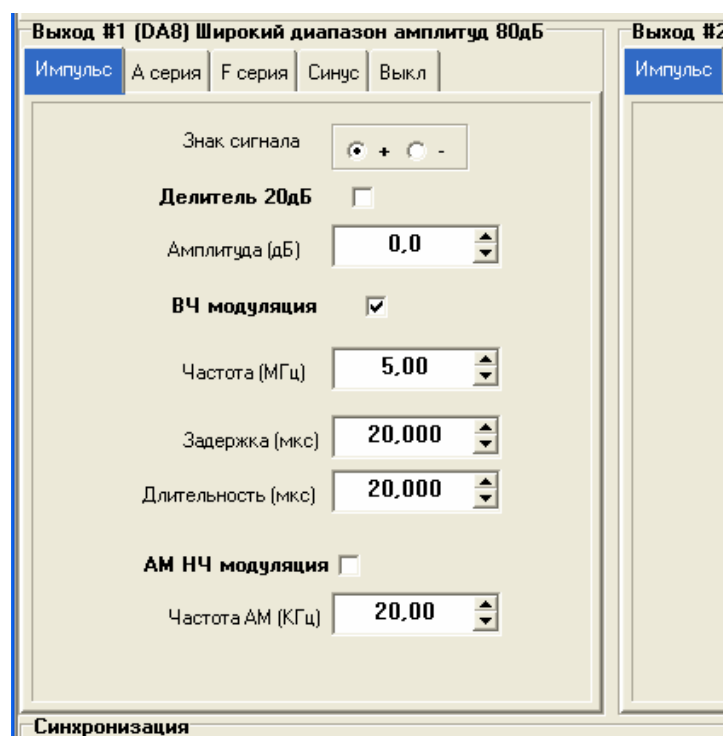 Выход #1 (DA8) Широкий диапазон амплитуд 80дБ
Выход #2
Импульс А серия F серия Синус Выкл
Импульс
Знак сигнала + -
Делитель 20дБ
Амплитуда (дБ) 0,0
ВЧ модуляция
Частота (МГц) 5,00
Задержка (мкс) 20,000
Длительность (мкс) 20,000
АМ НЧ модуляция
Частота АМ (КГц) 20,00
Синхронизация